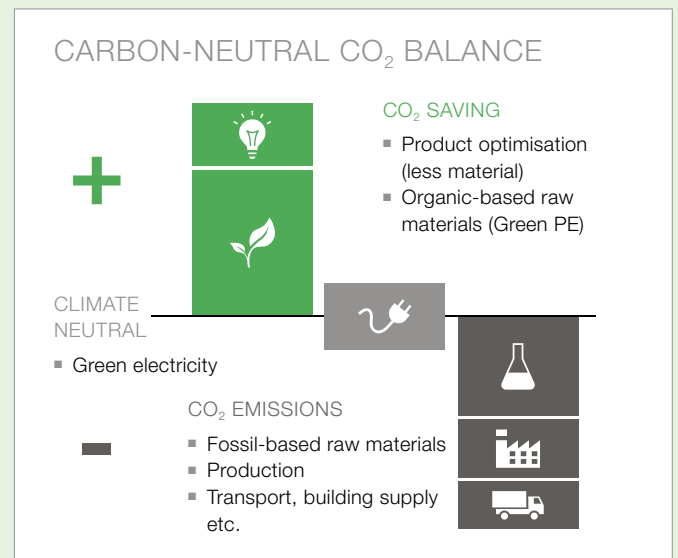 CARBON-NEUTRAL CO₂ BALANCE
CO₂ SAVING
▪ Product optimisation
(less material)
▪ Organic-based raw
materials (Green PE)
CLIMATE
NEUTRAL
▪ Green electricity
CO₂ EMISSIONS
▪ Fossil-based raw materials
▪ Production
▪ Transport, building supply
etc.